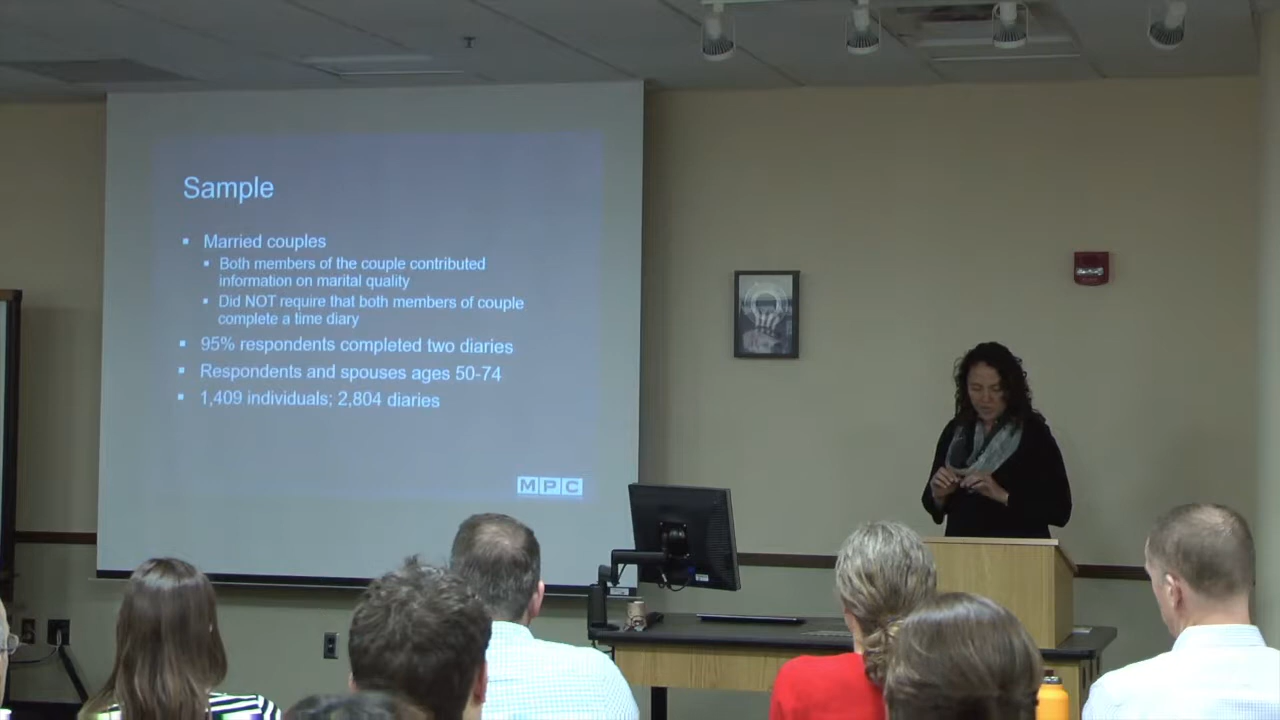 Sample
▪ Married couples
▪ Both members of the couple contributed
information on marital quality
▪ Did NOT require that both members of couple
complete a time diary
▪ 95% respondents completed two diaries
▪ Respondents and spouses ages 50-74
▪ 1,409 individuals; 2,804 diaries
MPC